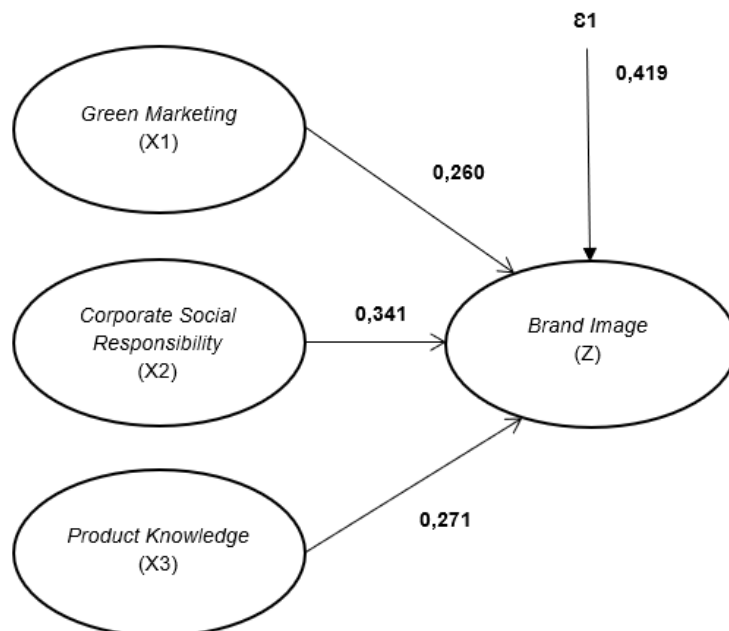 ε1
0,419
Green Marketing
(X1)
0,260
Corporate Social
Responsibility
(X2)
0,341
Brand Image
(Z)
Product Knowledge
(X3)
0,271